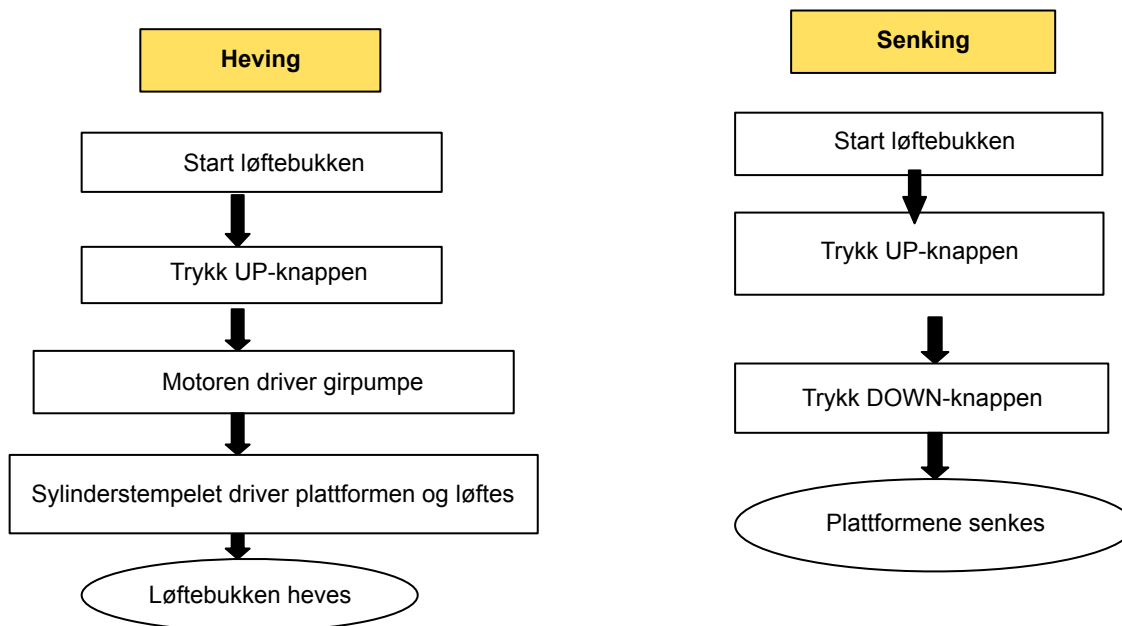 Heving
Start løftebukken
Trykk UP-knappen
Motoren driver girpumpe
Sylinderstempelet driver plattformen og løftes
Løftebukken heves
Senking
Start løftebukken
Trykk UP-knappen
Trykk DOWN-knappen
Plattformene senkes